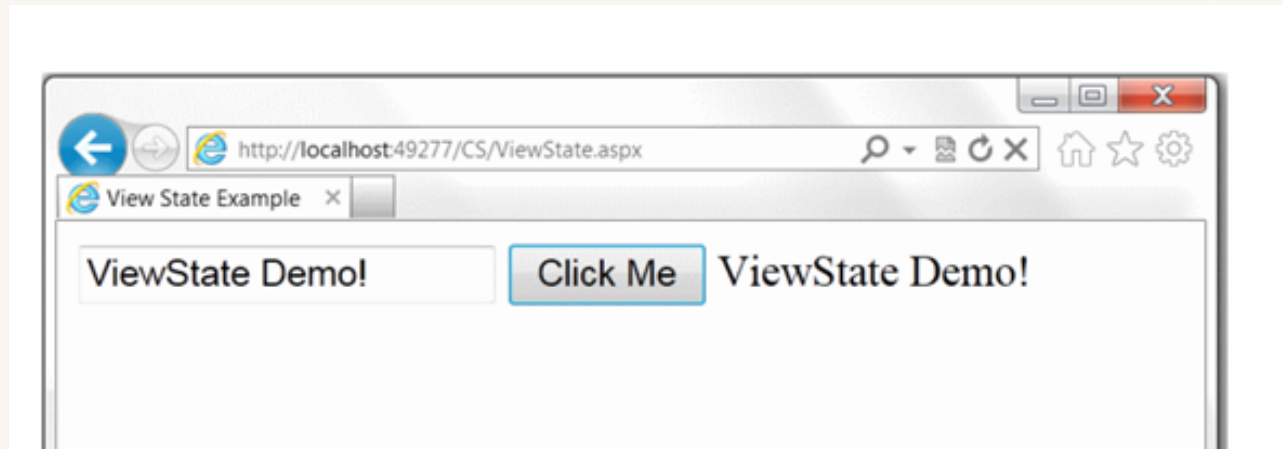 http://localhost:49277/CS/ViewState.aspx
View State Example
ViewState Demo! Click Me ViewState Demo!